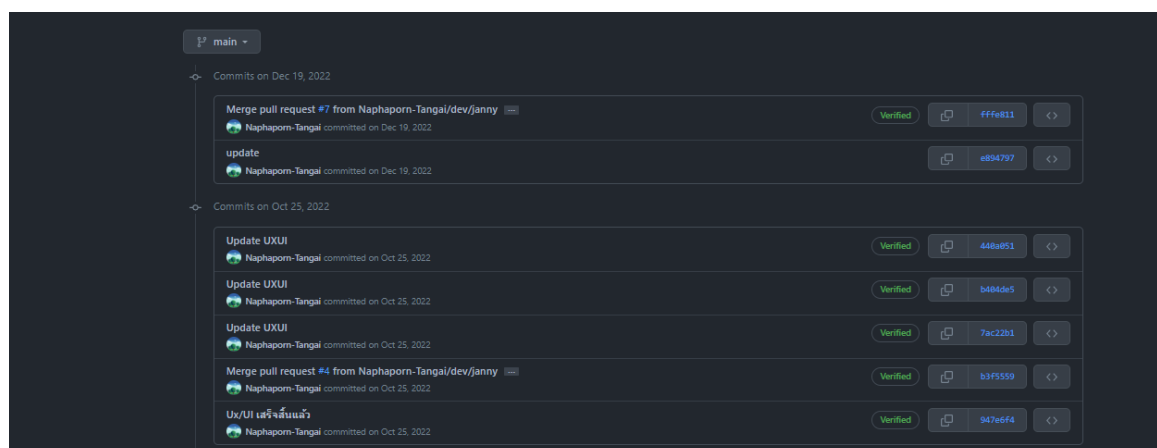 main
Commits on Dec 19, 2022
Merge pull request #7 from Naphaporn-Tangai/dev/janny
Verified fffe811
Naphaporn-Tangai committed on Dec 19, 2022
update
e894797
Naphaporn-Tangai committed on Dec 19, 2022
Commits on Oct 25, 2022
Update UXUI
Verified 440a051
Naphaporn-Tangai committed on Oct 25, 2022
Update UXUI
Verified b404de5
Naphaporn-Tangai committed on Oct 25, 2022
Update UXUI
Verified 7ac22b1
Naphaporn-Tangai committed on Oct 25, 2022
Merge pull request #4 from Naphaporn-Tangai/dev/janny
Verified b3f5559
Naphaporn-Tangai committed on Oct 25, 2022
Ux/UI เสร็จสิ้นแล้ว
Verified 947e6f4
Naphaporn-Tangai committed on Oct 25, 2022